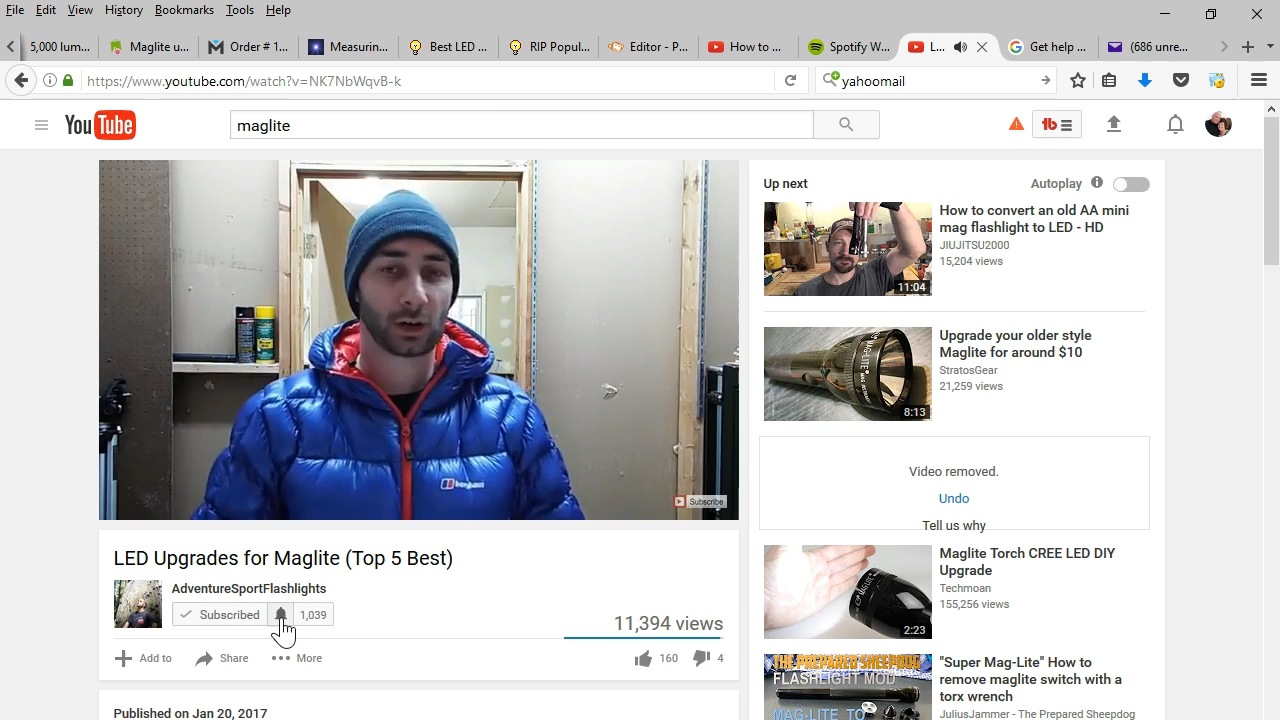 File Edit View History Bookmarks Tools Help
5,000 lum... Maglite u... Order # 1... Measurin... Best LED ... RIP Popul... Editor - P... How to ... Spotify W... L... Get help ... (686 unre...
https://www.youtube.com/watch?v=NK7NbWqvB-k
yahoomail
YouTube
maglite
Up next
Autoplay
How to convert an old AA mini
mag flashlight to LED - HD
JIUJITSU2000
15,204 views
11:04
Upgrade your older style
Maglite for around $10
StratosGear
21,259 views
8:13
Video removed.
Undo
Tell us why
Maglite Torch CREE LED DIY
Upgrade
Techmoan
155,256 views
2:23
"Super Mag-Lite" How to
remove maglite switch with a
torx wrench
JuliusJammer - The Prepared Sheepdog
THE PREPARED SHEEPDOG
FLASHLIGHT MOD
MAG-LITE TO
berghaus
Subscribe
LED Upgrades for Maglite (Top 5 Best)
AdventureSportFlashlights
Subscribed 1,039
11,394 views
Add to Share More 160 4
Published on Jan 20, 2017